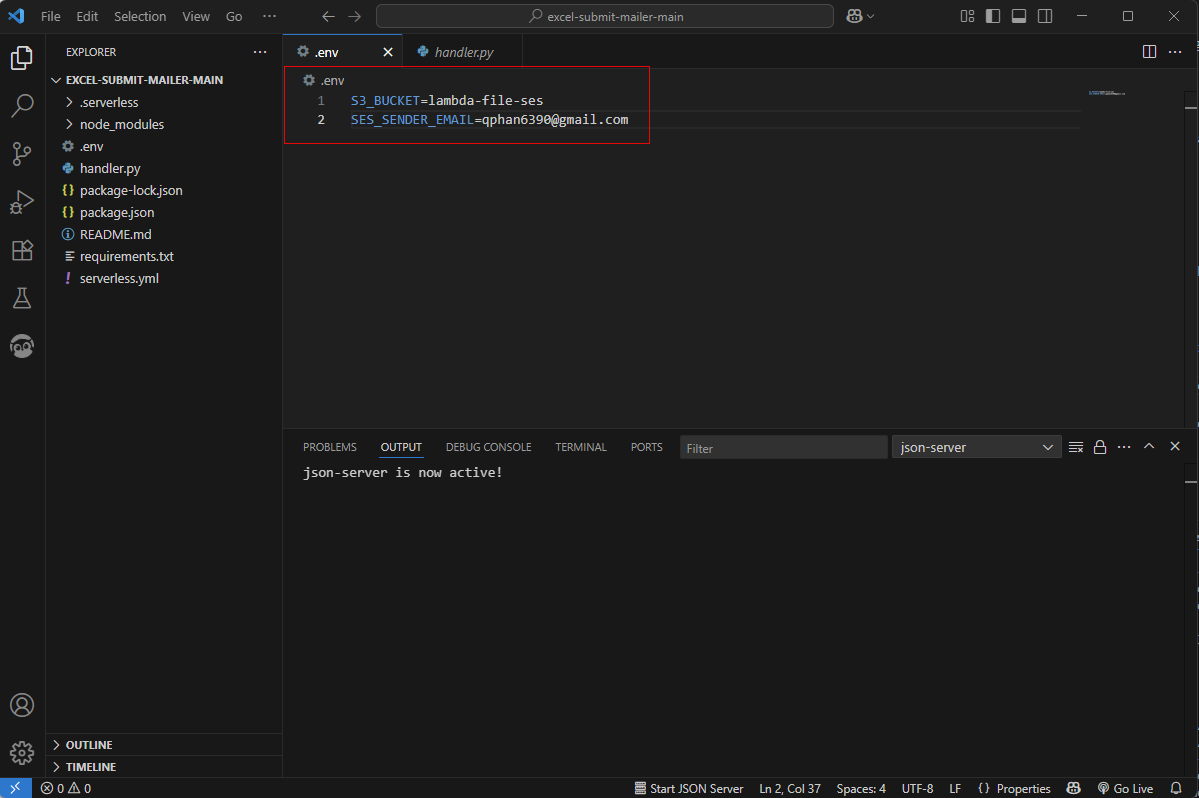 File Edit Selection View Go ···
excel-submit-mailer-main
EXPLORER ···
EXCEL-SUBMIT-MAILER-MAIN
.serverless
node_modules
.env
handler.py
{} package-lock.json
{} package.json
README.md
requirements.txt
! serverless.yml
OUTLINE
TIMELINE
.env handler.py
.env
1 S3_BUCKET=lambda-file-ses
2 SES_SENDER_EMAIL=qphan6390@gmail.com
PROBLEMS OUTPUT DEBUG CONSOLE TERMINAL PORTS Filter json-server
json-server is now active!
0 0 Start JSON Server Ln 2, Col 37 Spaces: 4 UTF-8 LF {} Properties Go Live